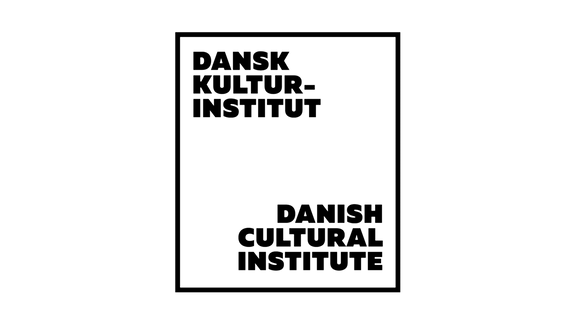 DANSK
KULTUR-
INSTITUT
DANISH
CULTURAL
INSTITUTE